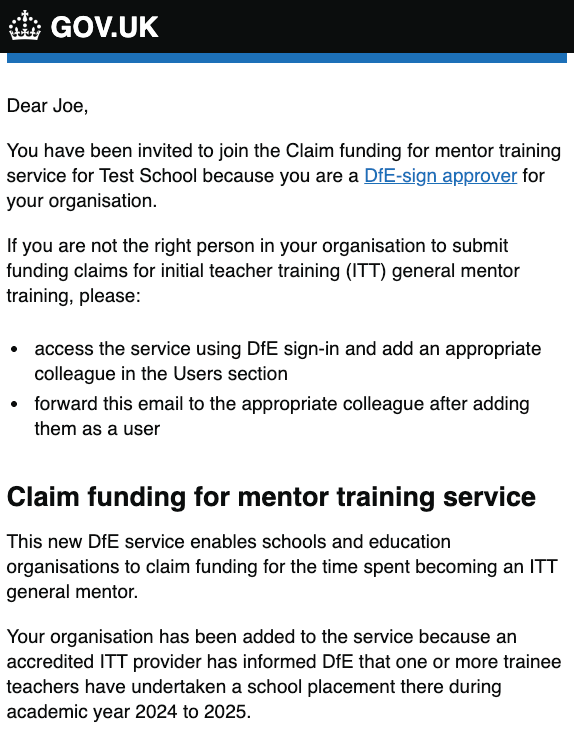 GOV.UK
Dear Joe,
You have been invited to join the Claim funding for mentor training
service for Test School because you are a DfE-sign approver for
your organisation.
If you are not the right person in your organisation to submit
funding claims for initial teacher training (ITT) general mentor
training, please:
• access the service using DfE sign-in and add an appropriate
colleague in the Users section
• forward this email to the appropriate colleague after adding
them as a user
Claim funding for mentor training service
This new DfE service enables schools and education
organisations to claim funding for the time spent becoming an ITT
general mentor.
Your organisation has been added to the service because an
accredited ITT provider has informed DfE that one or more trainee
teachers have undertaken a school placement there during
academic year 2024 to 2025.